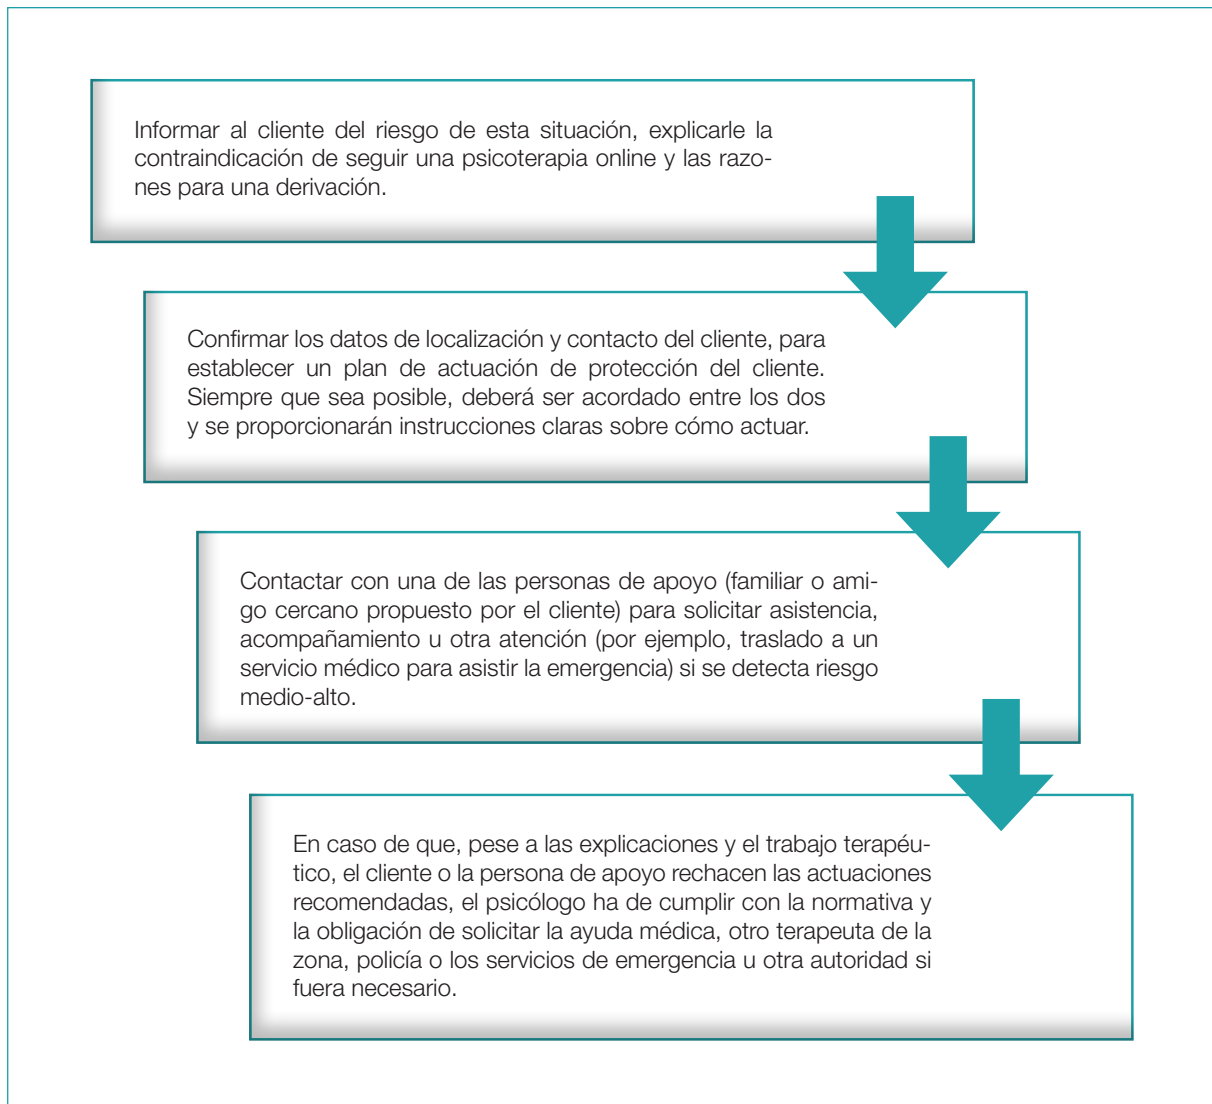 Informar al cliente del riesgo de esta situación, explicarle la
contraindicación de seguir una psicoterapia online y las razo-
nes para una derivación.
Confirmar los datos de localización y contacto del cliente, para
establecer un plan de actuación de protección del cliente.
Siempre que sea posible, deberá ser acordado entre los dos
y se proporcionarán instrucciones claras sobre cómo actuar.
Contactar con una de las personas de apoyo (familiar o ami-
go cercano propuesto por el cliente) para solicitar asistencia,
acompañamiento u otra atención (por ejemplo, traslado a un
servicio médico para asistir la emergencia) si se detecta riesgo
medio-alto.
En caso de que, pese a las explicaciones y el trabajo terapéu-
tico, el cliente o la persona de apoyo rechacen las actuaciones
recomendadas, el psicólogo ha de cumplir con la normativa y
la obligación de solicitar la ayuda médica, otro terapeuta de la
zona, policía o los servicios de emergencia u otra autoridad si
fuera necesario.